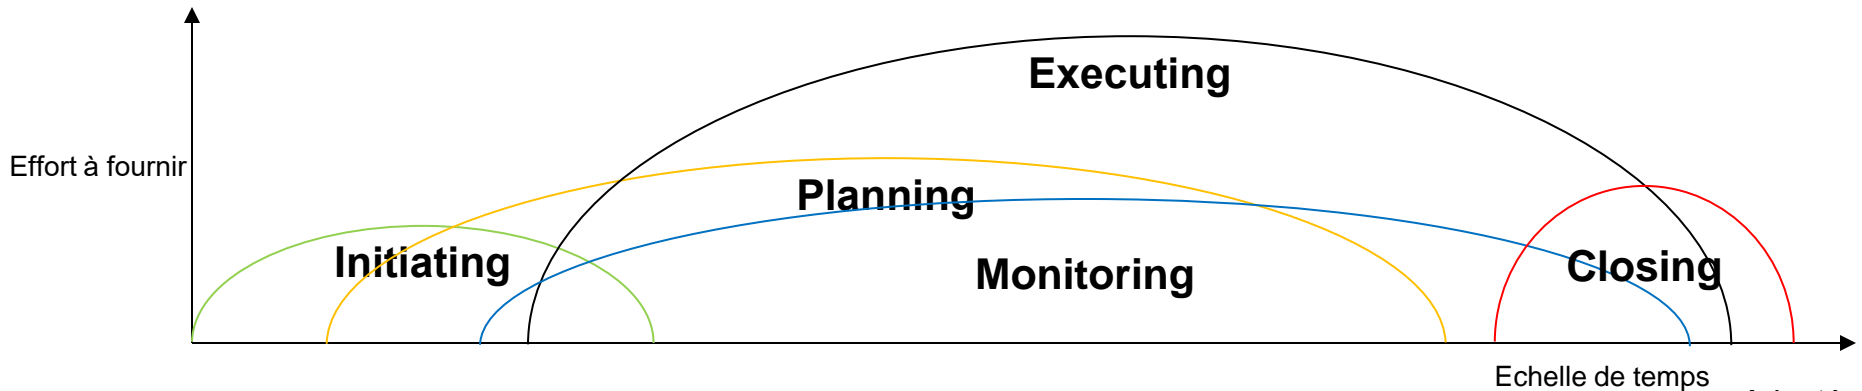 Executing
Effort à fournir
Planning
Initiating
Monitoring
Closing
Echelle de temps